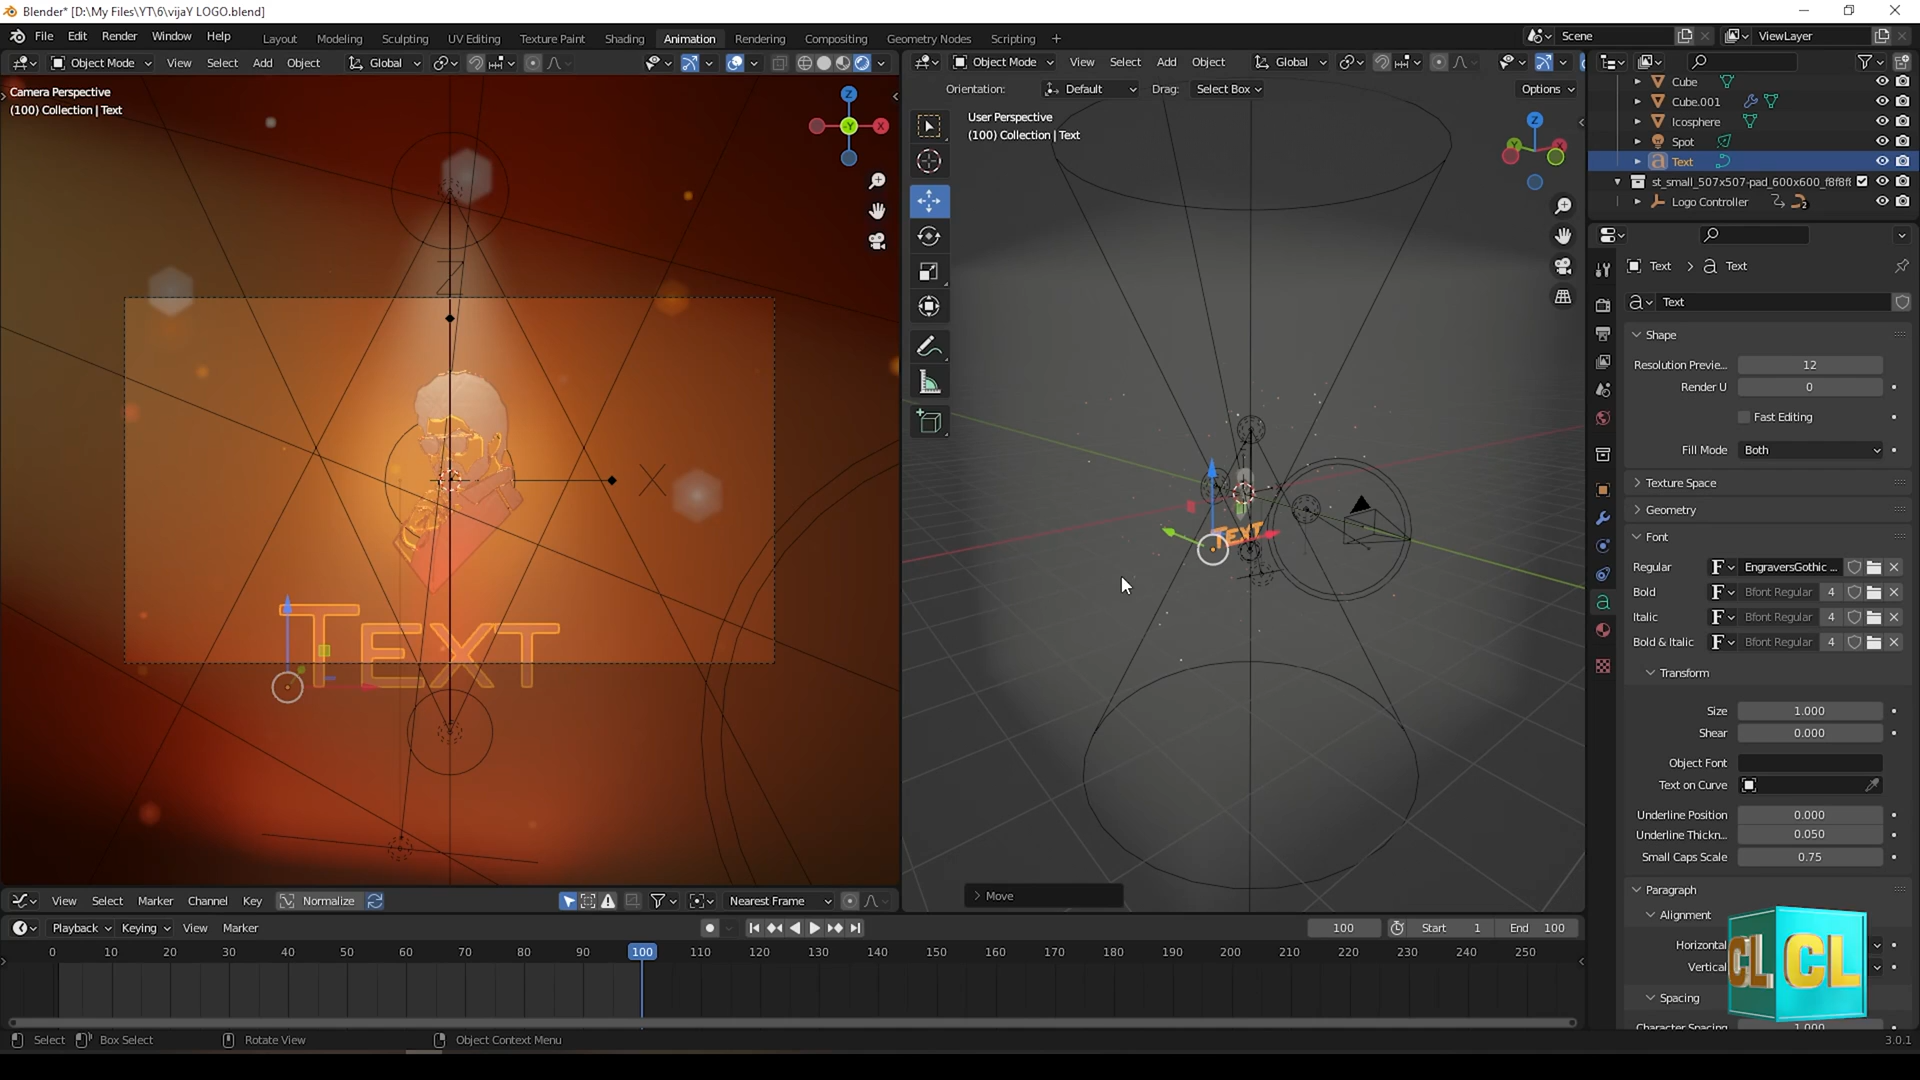 Blender* [D:\My Files\YT\6\vijaY LOGO.blend]
File Edit Render Window Help Layout Modeling Sculpting UV Editing Texture Paint Shading Animation Rendering Compositing Geometry Nodes Scripting + Scene ViewLayer
Object Mode View Select Add Object Global
Object Mode View Select Add Object Global
Orientation: Default Drag: Select Box Options
Camera Perspective
(100) Collection | Text
User Perspective
(100) Collection | Text
Z
X
Y
TEXT
TEXT
Move
Cube
Cube.001
Icosphere
Spot
Text
st_small_507x507-pad_600x600_f8f8f
Logo Controller
2
Text > Text
Text
Shape
Resolution Previe... 12
Render U 0
Fast Editing
Fill Mode Both
Texture Space
Geometry
Font
Regular EngraversGothic ...
Bold Bfont Regular 4
Italic Bfont Regular 4
Bold & Italic Bfont Regular 4
Transform
Size 1.000
Shear 0.000
Object Font
Text on Curve
Underline Position 0.000
Underline Thickn... 0.050
Small Caps Scale 0.75
Paragraph
Alignment
Horizontal
Vertical
Spacing
Character Spacing 1.000
CL CL
View Select Marker Channel Key Normalize Nearest Frame
Playback Keying View Marker 100 Start 1 End 100
0 10 20 30 40 50 60 70 80 90 100 110 120 130 140 150 160 170 180 190 200 210 220 230 240 250
Select Box Select Rotate View Object Context Menu 3.0.1